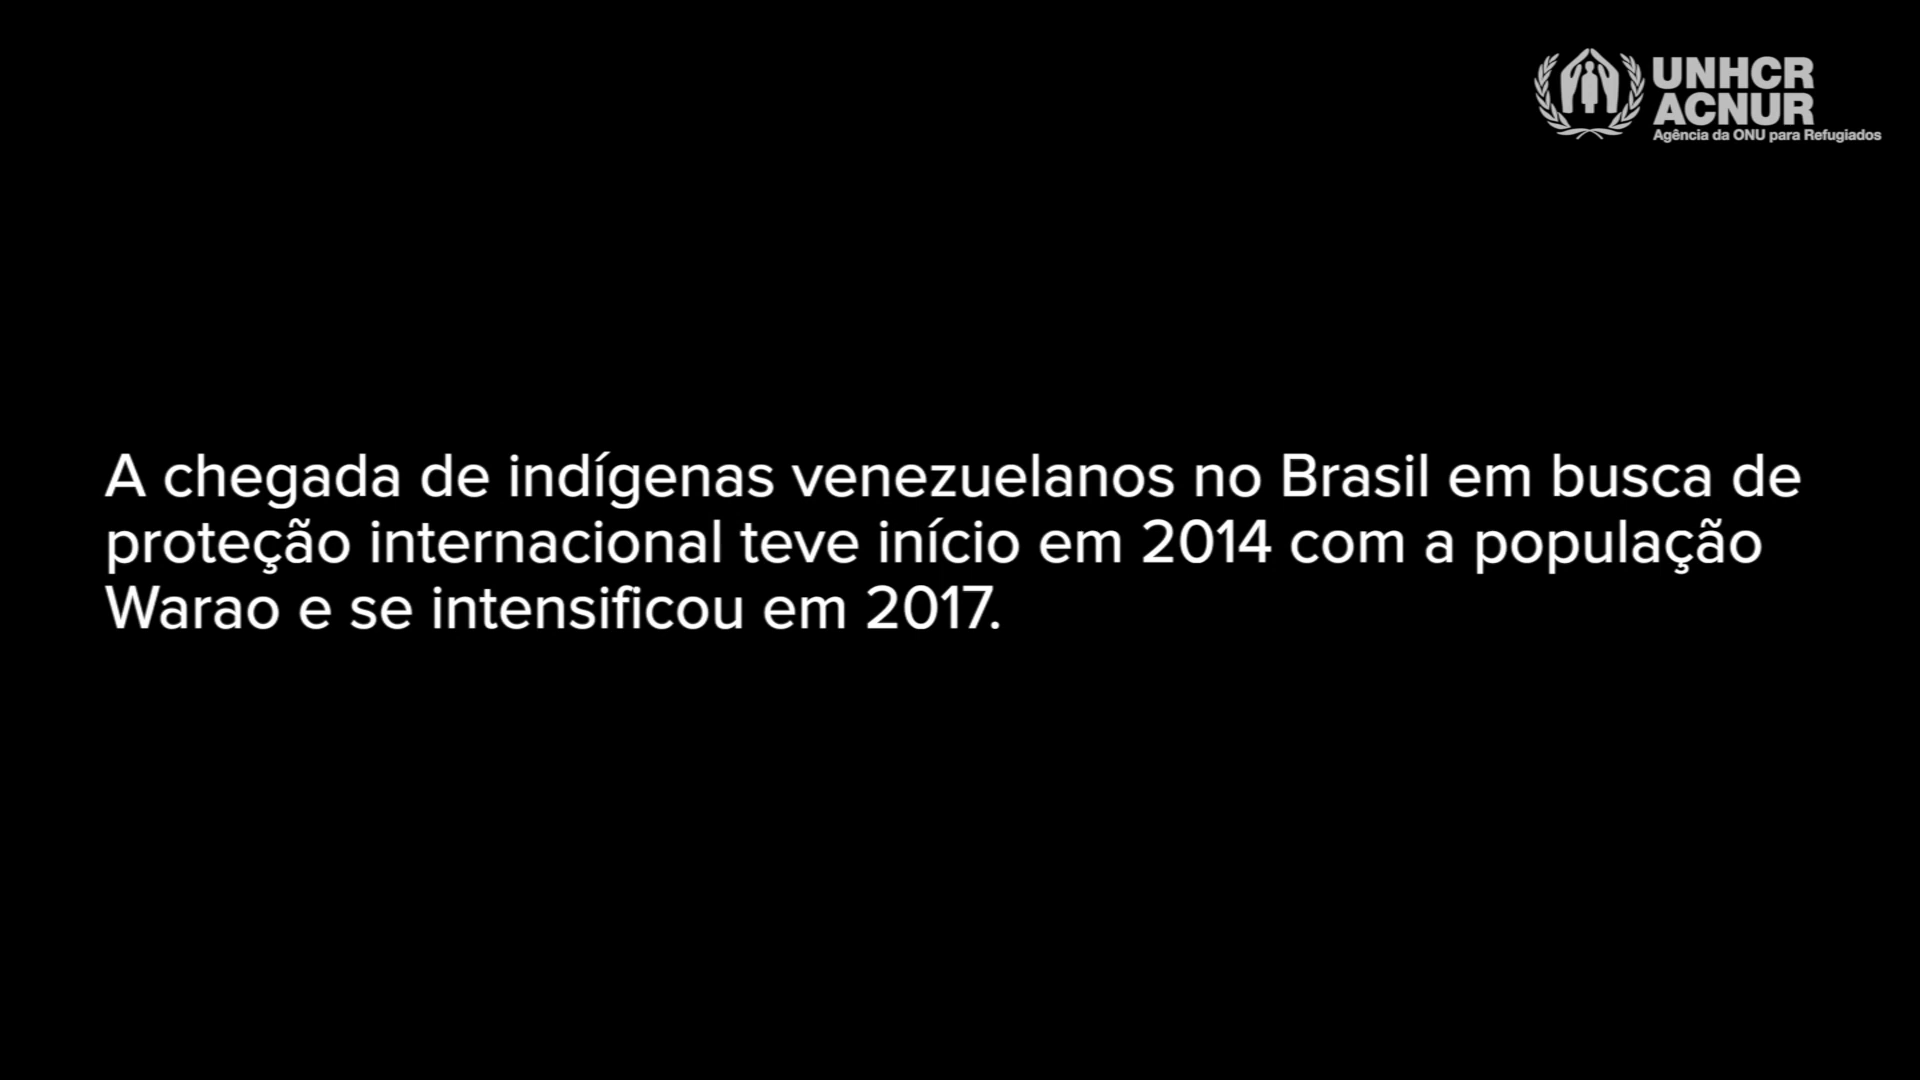 UNHCR
ACNUR
Agência da ONU para Refugiados
A chegada de indígenas venezuelanos no Brasil em busca de
proteção internacional teve início em 2014 com a população
Warao e se intensificou em 2017.